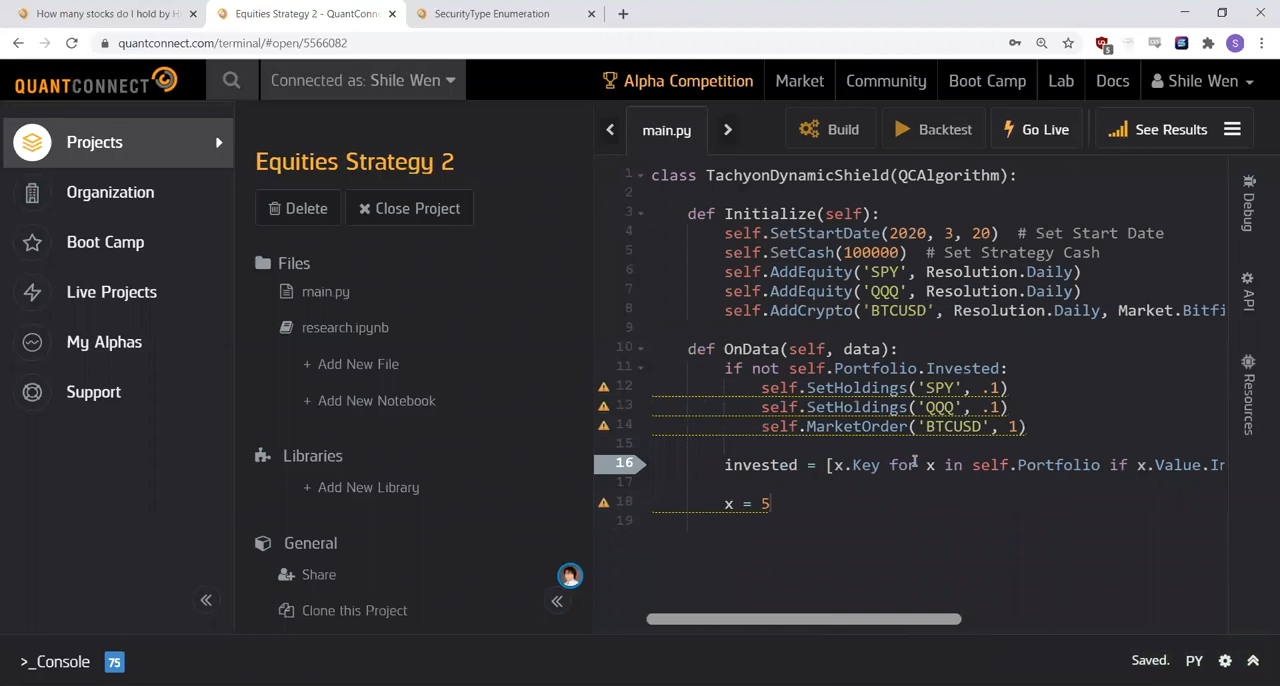 How many stocks do I hold by H
Equities Strategy 2 - QuantConne
SecurityType Enumeration
quantconnect.com/terminal/#open/5566082
5
S
QUANTCONNECT
Connected as: Shile Wen
Alpha Competition
Market
Community
Boot Camp
Lab
Docs
Shile Wen
Projects
Organization
Boot Camp
Live Projects
My Alphas
Support
Equities Strategy 2
Delete
Close Project
Files
main.py
research.ipynb
+ Add New File
+ Add New Notebook
Libraries
+ Add New Library
General
Share
Clone this Project
main.py
Build
Backtest
Go Live
See Results
1 class TachyonDynamicShield(QCAlgorithm):
2
3 def Initialize(self):
4 self.SetStartDate(2020, 3, 20) # Set Start Date
5 self.SetCash(100000) # Set Strategy Cash
6 self.AddEquity('SPY', Resolution.Daily)
7 self.AddEquity('QQQ', Resolution.Daily)
8 self.AddCrypto('BTCUSD', Resolution.Daily, Market.Bitfi
9
10 def OnData(self, data):
11 if not self.Portfolio.Invested:
12 self.SetHoldings('SPY', .1)
13 self.SetHoldings('QQQ', .1)
14 self.MarketOrder('BTCUSD', 1)
15
16 invested = [x.Key for x in self.Portfolio if x.Value.In
17
18 x = 5
19
Debug
API
Resources
>_Console 75
Saved.
PY